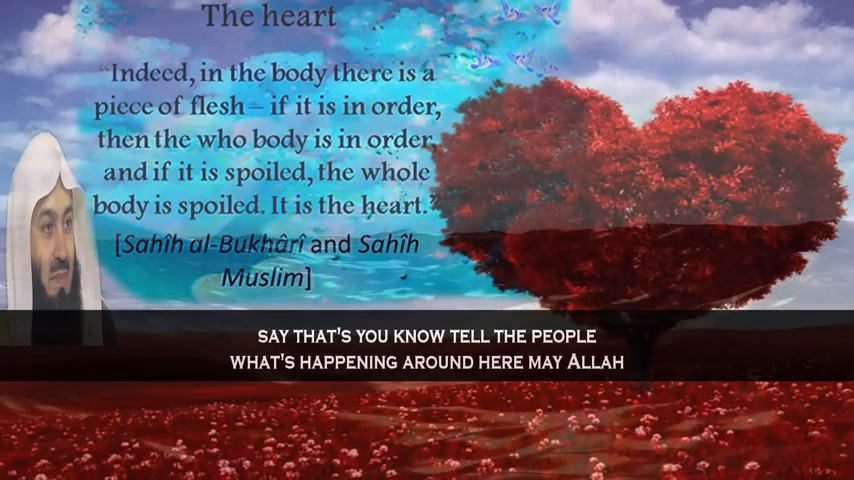 The heart
"Indeed, in the body there is a
piece of flesh – if it is in order,
then the who body is in order,
and if it is spoiled, the whole
body is spoiled. It is the heart."
[Sahîh al-Bukhârî and Sahîh
Muslim]
SAY THAT'S YOU KNOW TELL THE PEOPLE
WHAT'S HAPPENING AROUND HERE MAY ALLAH